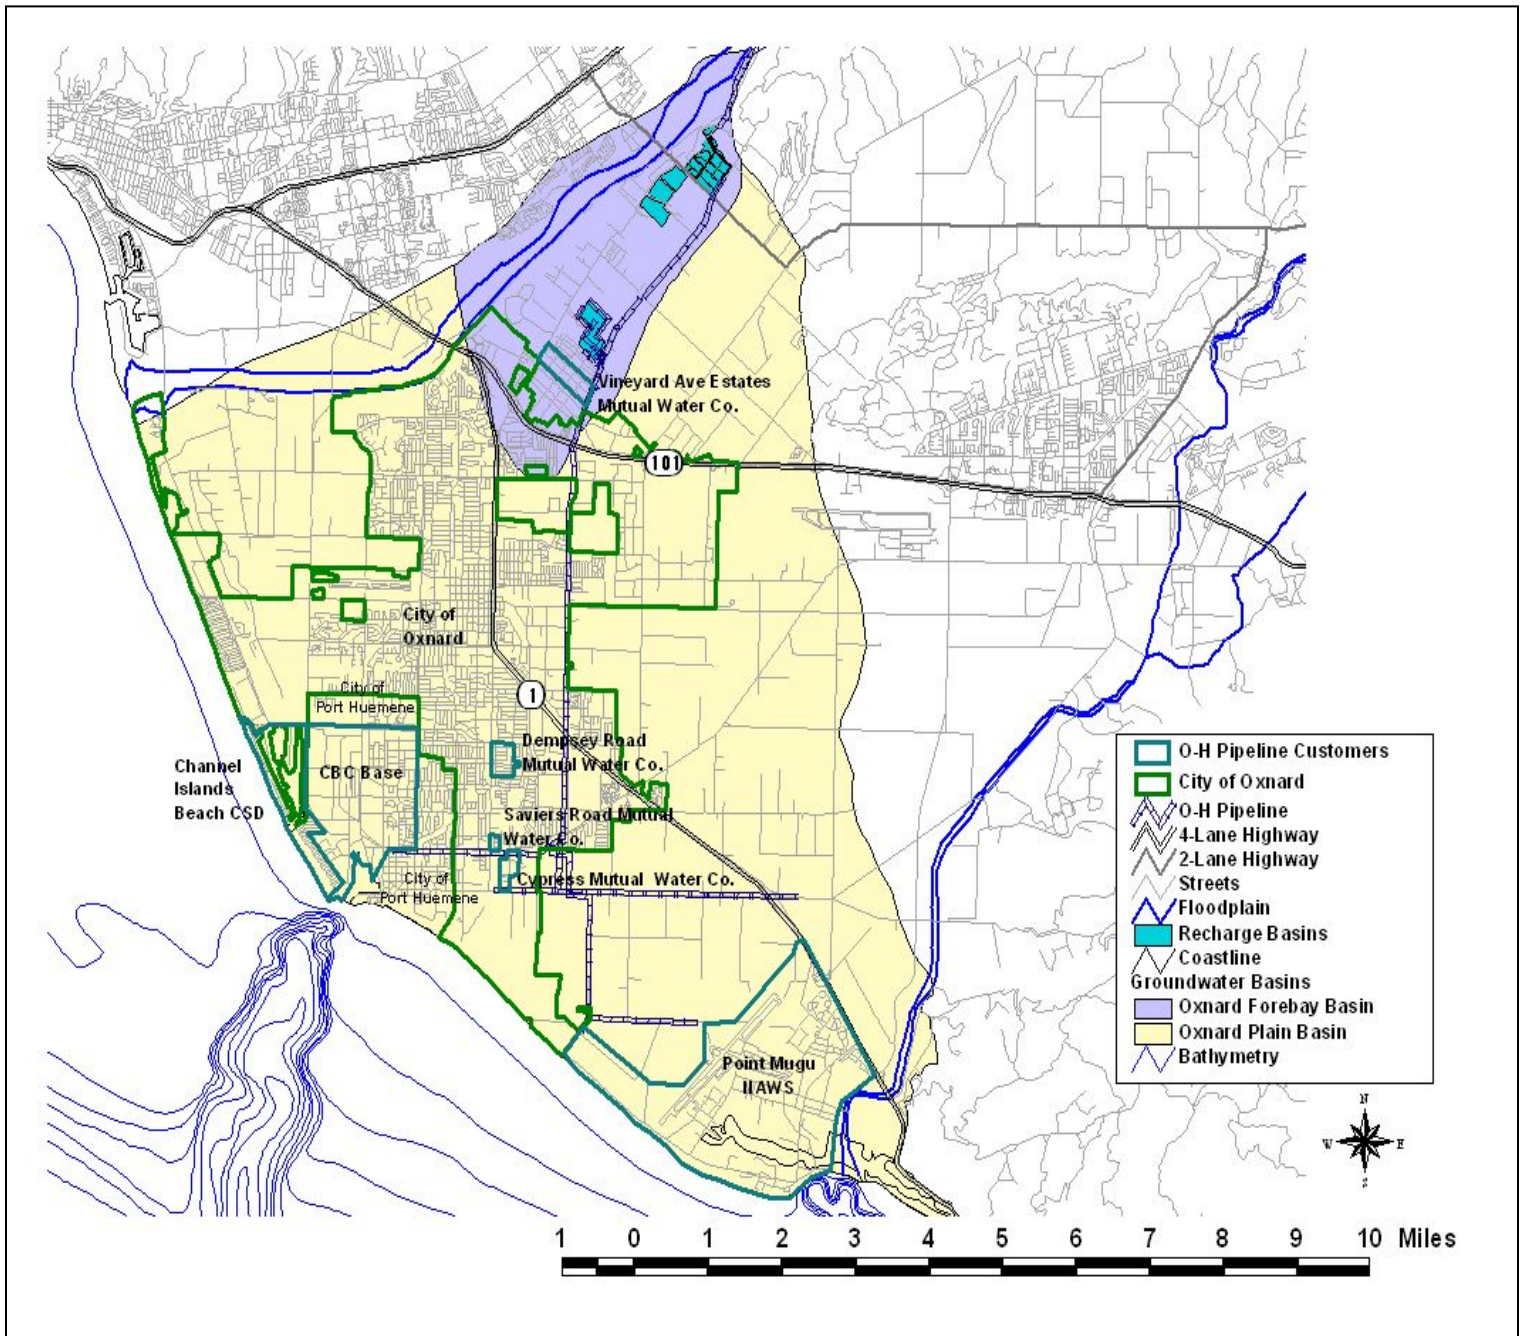 Vineyard Ave Estates
Mutual Water Co.
101
City of
Oxnard
City of
Port Huemene
1
Dempsey Road
Mutual Water Co.
Channel
Islands
Beach CSD
CBC Base
Saviers Road Mutual
Water Co.
City of
Port Huemene
Cypress Mutual Water Co.
Point Mugu
NAWS
O-H Pipeline Customers
City of Oxnard
O-H Pipeline
4-Lane Highway
2-Lane Highway
Streets
Floodplain
Recharge Basins
Coastline
Groundwater Basins
Oxnard Forebay Basin
Oxnard Plain Basin
Bathymetry
N
W E
S
1 0 1 2 3 4 5 6 7 8 9 10 Miles